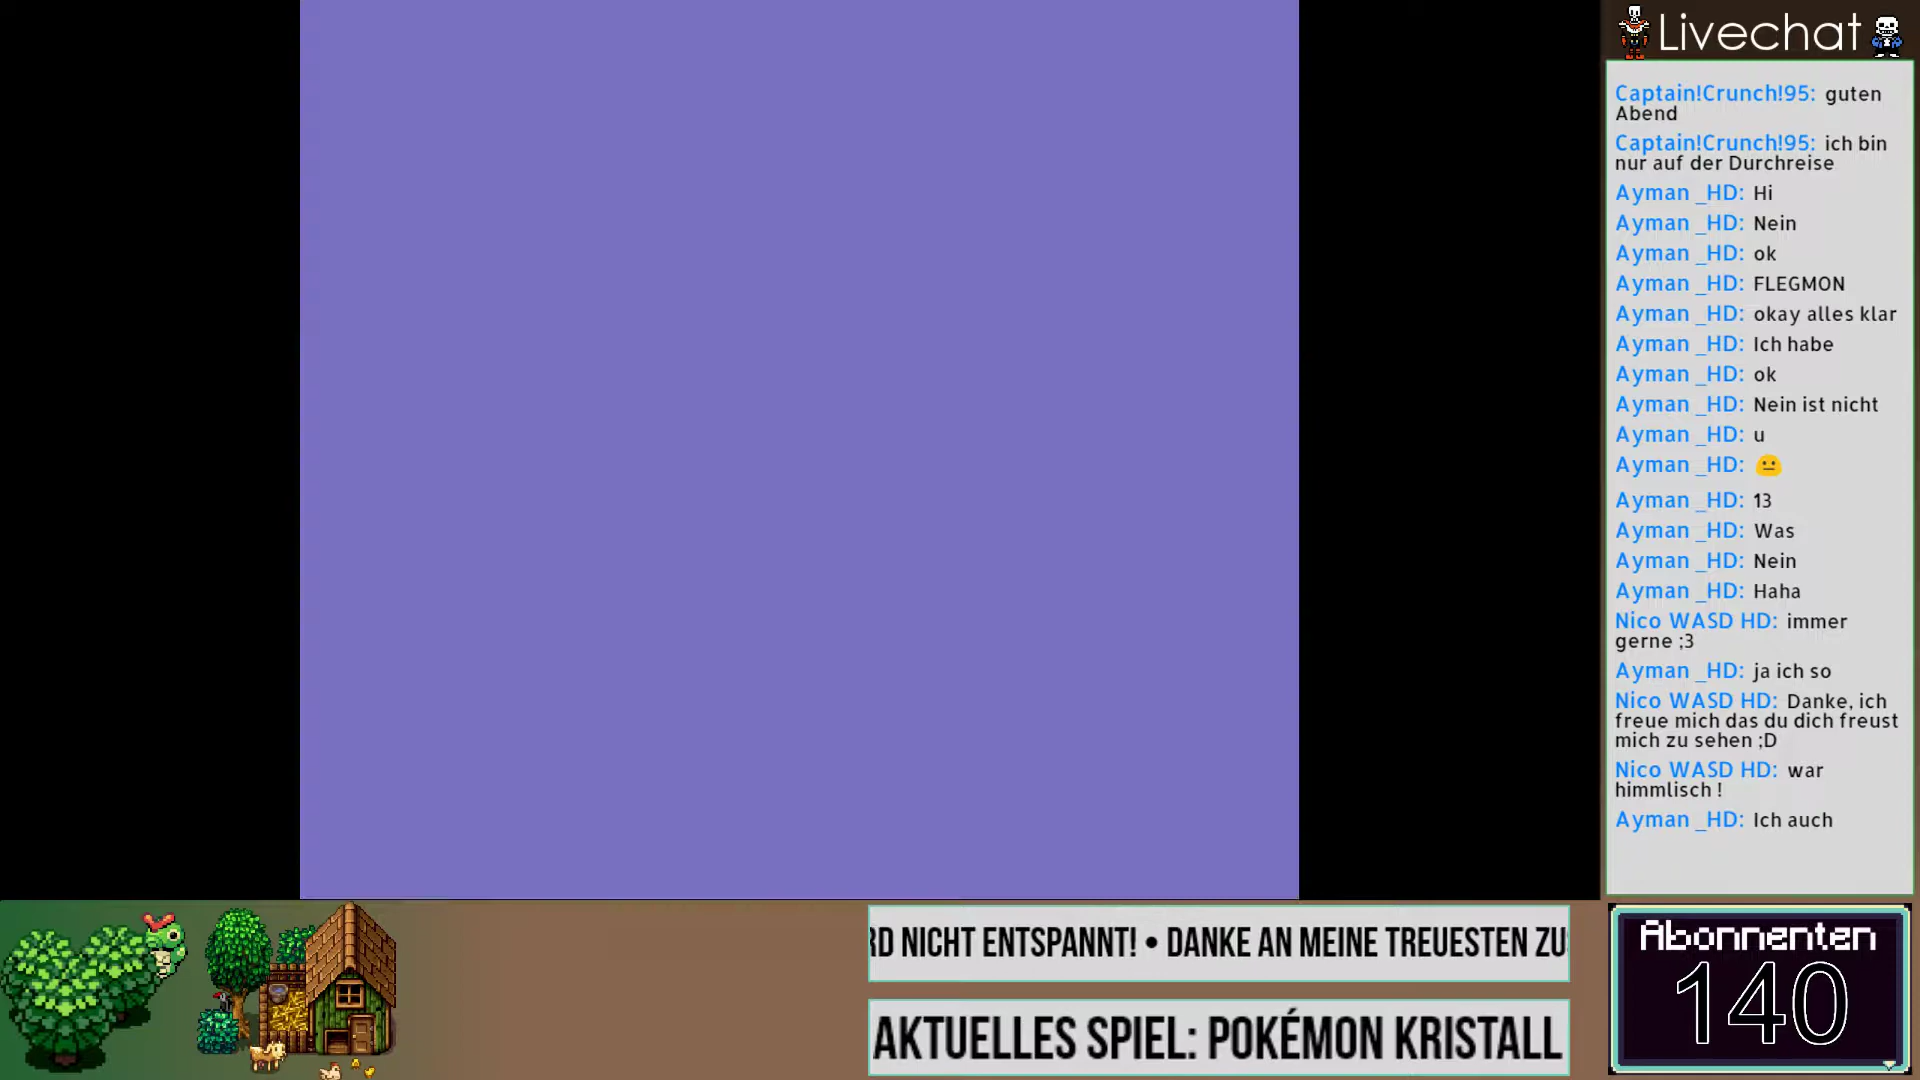 Livechat
Captain!Crunch!95: guten
Abend
Captain!Crunch!95: ich bin
nur auf der Durchreise
Ayman _HD: Hi
Ayman _HD: Nein
Ayman _HD: ok
Ayman _HD: FLEGMON
Ayman _HD: okay alles klar
Ayman _HD: Ich habe
Ayman _HD: ok
Ayman _HD: Nein ist nicht
Ayman _HD: u
Ayman _HD: 😐
Ayman _HD: 13
Ayman _HD: Was
Ayman _HD: Nein
Ayman _HD: Haha
Nico WASD HD: immer
gerne ;3
Ayman _HD: ja ich so
Nico WASD HD: Danke, ich
freue mich das du dich freust
mich zu sehen ;D
Nico WASD HD: war
himmlisch !
Ayman _HD: Ich auch
RD NICHT ENTSPANNT! • DANKE AN MEINE TREUESTEN ZU
AKTUELLES SPIEL: POKÉMON KRISTALL
Abonnenten
140